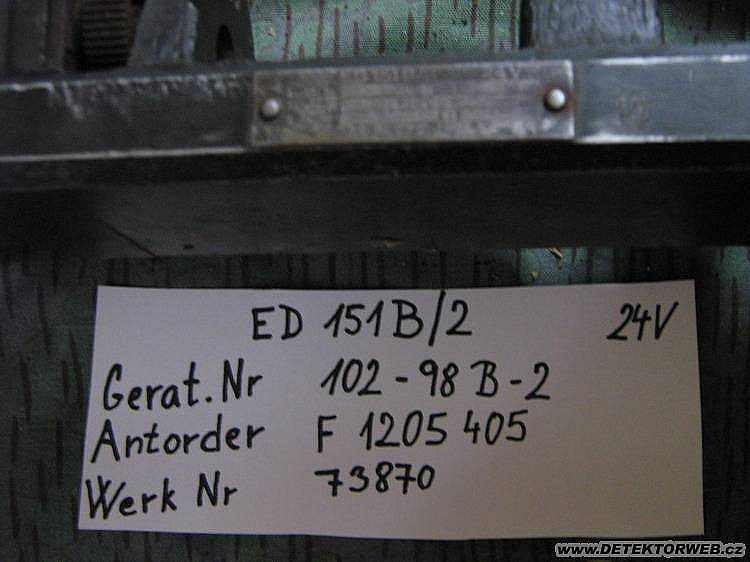 ED 151B/2 24V
Gerat.Nr 102-98 B-2
Antorder F 1205 405
Werk Nr 73870
www.DETEKTORWEB.cz